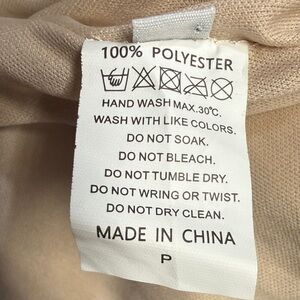 100% POLYESTER
HAND WASH MAX.30℃.
WASH WITH LIKE COLORS.
DO NOT SOAK.
DO NOT BLEACH.
DO NOT TUMBLE DRY.
DO NOT WRING OR TWIST.
DO NOT DRY CLEAN.
MADE IN CHINA
P